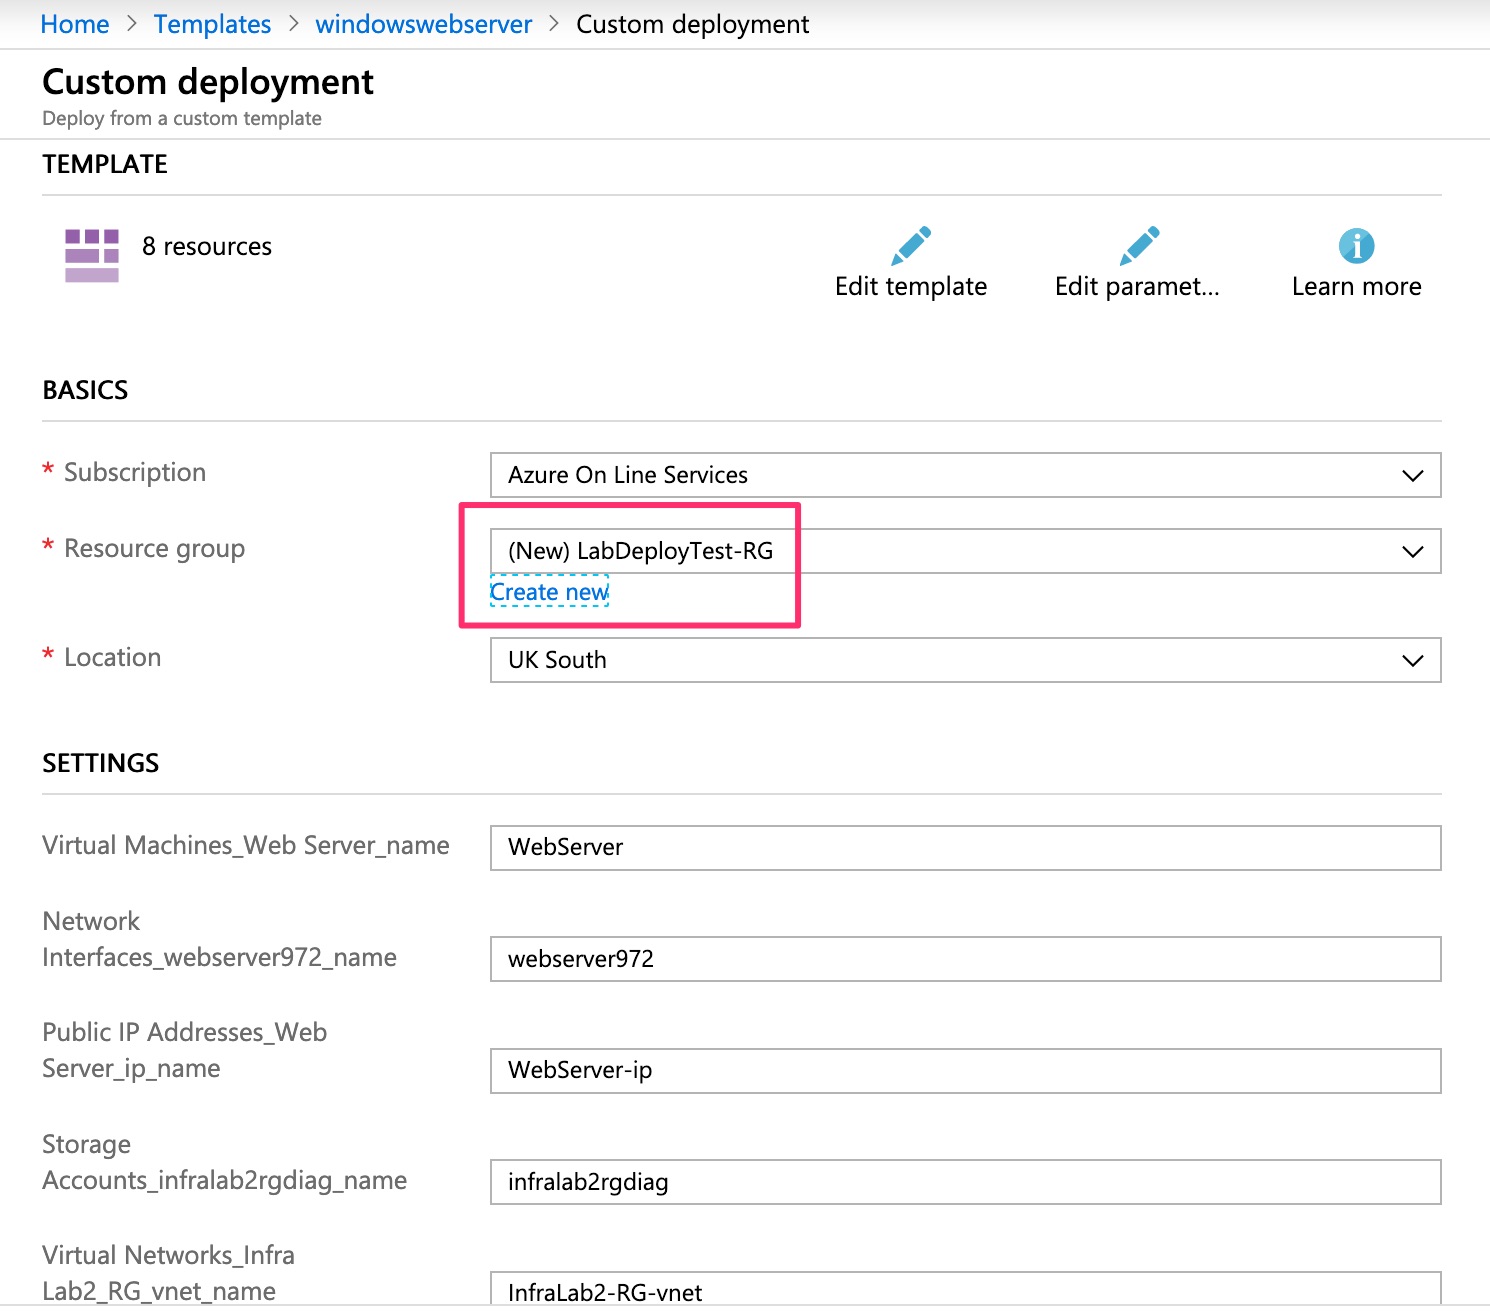 Home > Templates > windowswebserver > Custom deployment
Custom deployment
Deploy from a custom template
TEMPLATE
8 resources
Edit template
Edit paramet...
Learn more
BASICS
* Subscription
Azure On Line Services
* Resource group
(New) LabDeployTest-RG
Create new
* Location
UK South
SETTINGS
Virtual Machines_Web Server_name
WebServer
Network
Interfaces_webserver972_name
webserver972
Public IP Addresses_Web
Server_ip_name
WebServer-ip
Storage
Accounts_infralab2rgdiag_name
infralab2rgdiag
Virtual Networks_Infra
Lab2_RG_vnet_name
InfraLab2-RG-vnet